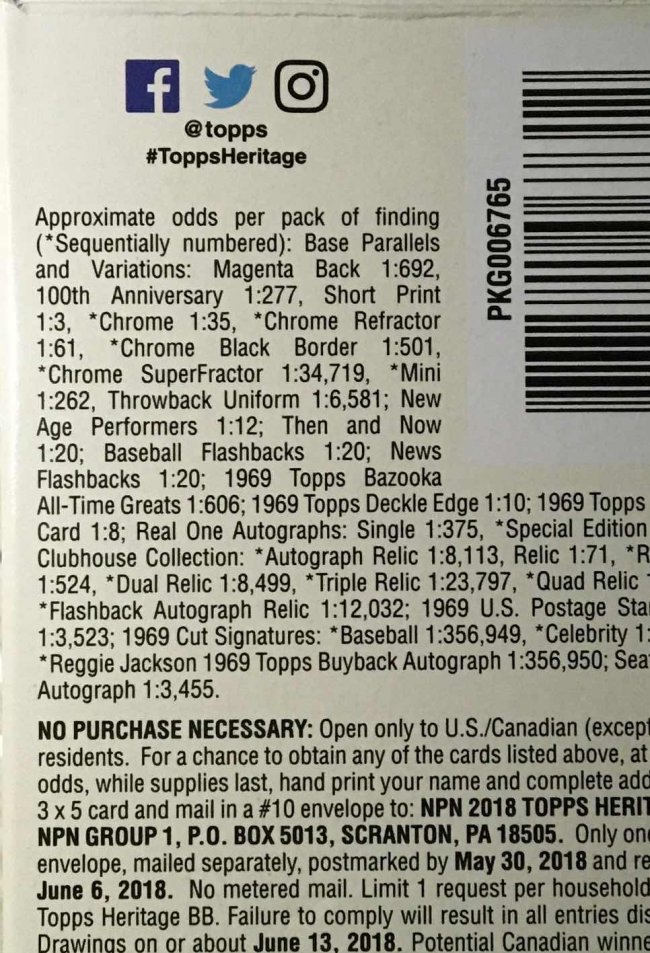 @topps
#ToppsHeritage
PKG006765
Approximate odds per pack of finding
(*Sequentially numbered): Base Parallels
and Variations: Magenta Back 1:692,
100th Anniversary 1:277, Short Print
1:3, *Chrome 1:35, *Chrome Refractor
1:61, *Chrome Black Border 1:501,
*Chrome SuperFractor 1:34,719, *Mini
1:262, Throwback Uniform 1:6,581; New
Age Performers 1:12; Then and Now
1:20; Baseball Flashbacks 1:20; News
Flashbacks 1:20; 1969 Topps Bazooka
All-Time Greats 1:606; 1969 Topps Deckle Edge 1:10; 1969 Topps
Card 1:8; Real One Autographs: Single 1:375, *Special Edition
Clubhouse Collection: *Autograph Relic 1:8,113, Relic 1:71, *R
1:524, *Dual Relic 1:8,499, *Triple Relic 1:23,797, *Quad Relic
*Flashback Autograph Relic 1:12,032; 1969 U.S. Postage Sta
1:3,523; 1969 Cut Signatures: *Baseball 1:356,949, *Celebrity 1:
*Reggie Jackson 1969 Topps Buyback Autograph 1:356,950; Sea
Autograph 1:3,455.
NO PURCHASE NECESSARY: Open only to U.S./Canadian (except
residents. For a chance to obtain any of the cards listed above, at
odds, while supplies last, hand print your name and complete add
3 x 5 card and mail in a #10 envelope to: NPN 2018 TOPPS HERIT
NPN GROUP 1, P.O. BOX 5013, SCRANTON, PA 18505. Only one
envelope, mailed separately, postmarked by May 30, 2018 and re
June 6, 2018. No metered mail. Limit 1 request per household
Topps Heritage BB. Failure to comply will result in all entries dis
Drawings on or about June 13, 2018. Potential Canadian winne